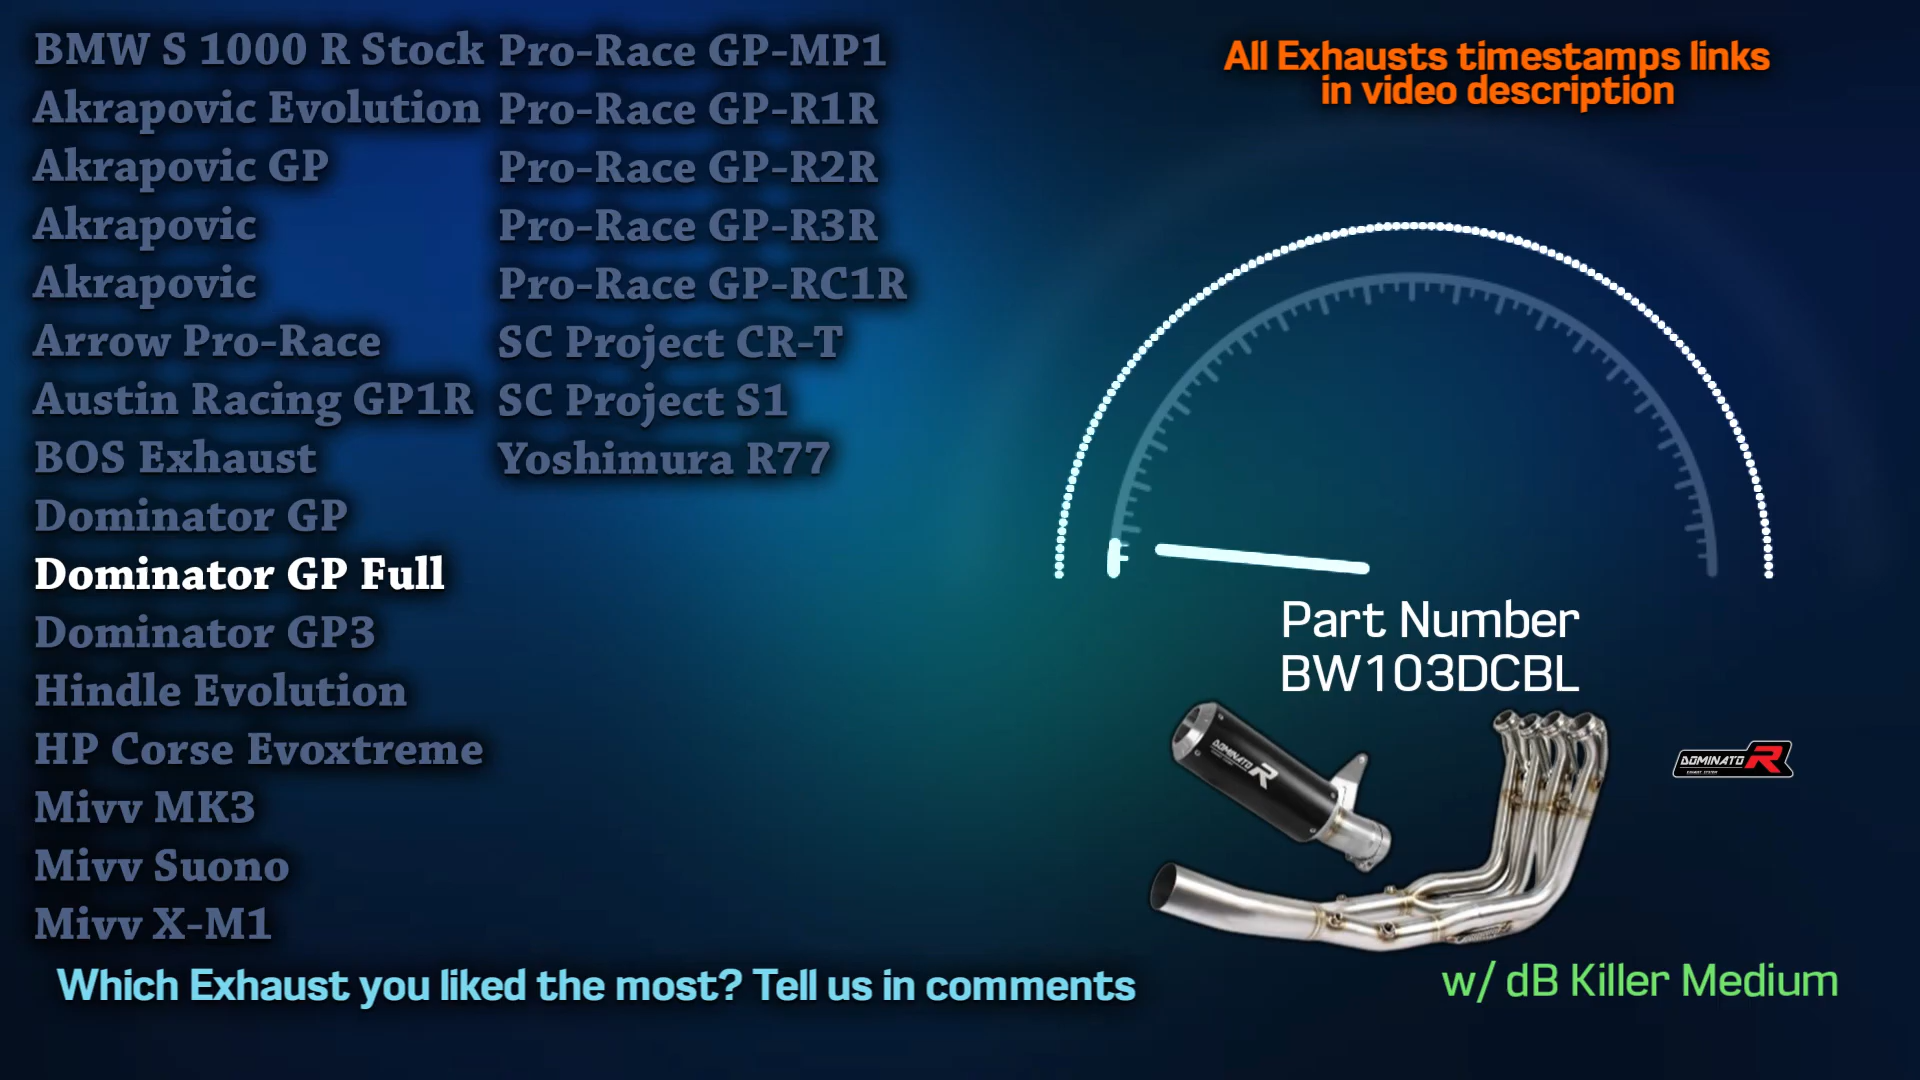 BMW S 1000 R Stock
Akrapovic Evolution
Akrapovic GP
Akrapovic
Akrapovic
Arrow Pro-Race
Austin Racing GP1R
BOS Exhaust
Dominator GP
Dominator GP Full
Dominator GP3
Hindle Evolution
HP Corse Evoxtreme
Mivv MK3
Mivv Suono
Mivv X-M1
Pro-Race GP-MP1
Pro-Race GP-R1R
Pro-Race GP-R2R
Pro-Race GP-R3R
Pro-Race GP-RC1R
SC Project CR-T
SC Project S1
Yoshimura R77
All Exhausts timestamps links
in video description
Part Number
BW103DCBL
DOMINATOR
DOMINATOR
w/ dB Killer Medium
Which Exhaust you liked the most? Tell us in comments